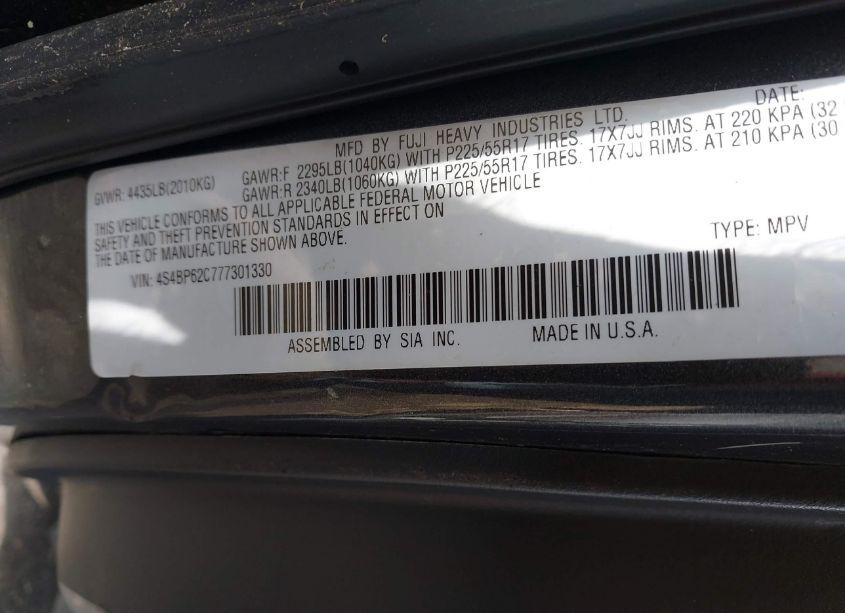 MFD BY FUJI HEAVY INDUSTRIES LTD. DATE:
GVWR: 4435LB(2010KG) GAWR:F 2295LB(1040KG) WITH P225/55R17 TIRES. 17X7JJ RIMS. AT 220 KPA (32
GAWR:R 2340LB(1060KG) WITH P225/55R17 TIRES. 17X7JJ RIMS. AT 210 KPA (30
THIS VEHICLE CONFORMS TO ALL APPLICABLE FEDERAL MOTOR VEHICLE
SAFETY AND THEFT PREVENTION STANDARDS IN EFFECT ON
THE DATE OF MANUFACTURE SHOWN ABOVE.
VIN: 4S4BP62C777301330 TYPE: MPV
ASSEMBLED BY SIA INC. MADE IN U.S.A.